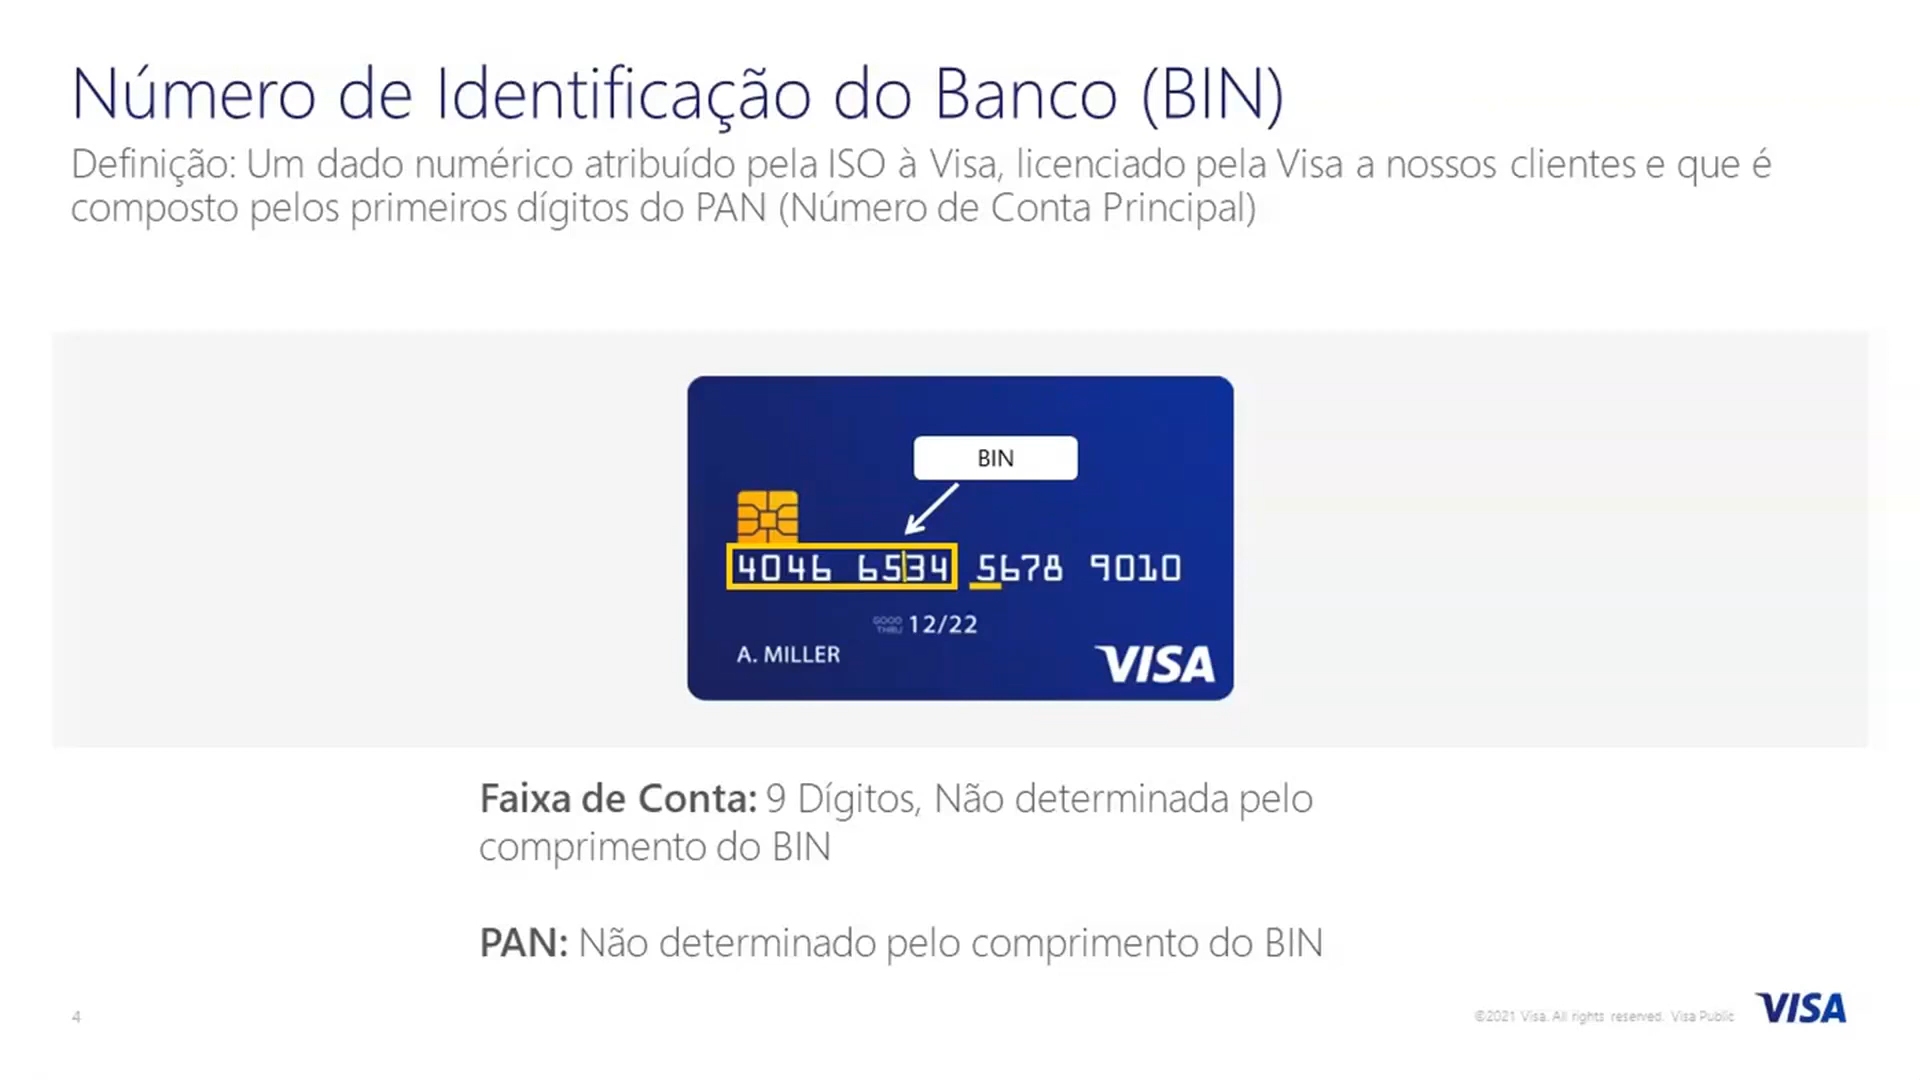 Número de Identificação do Banco (BIN)
Definição: Um dado numérico atribuído pela ISO à Visa, licenciado pela Visa a nossos clientes e que é
composto pelos primeiros dígitos do PAN (Número de Conta Principal)
BIN
4046 6534 5678 9010
GOOD
THRU 12/22
A. MILLER
VISA
Faixa de Conta: 9 Dígitos, Não determinada pelo
comprimento do BIN
PAN: Não determinado pelo comprimento do BIN
4
©2021 Visa. All rights reserved. Visa Public
VISA